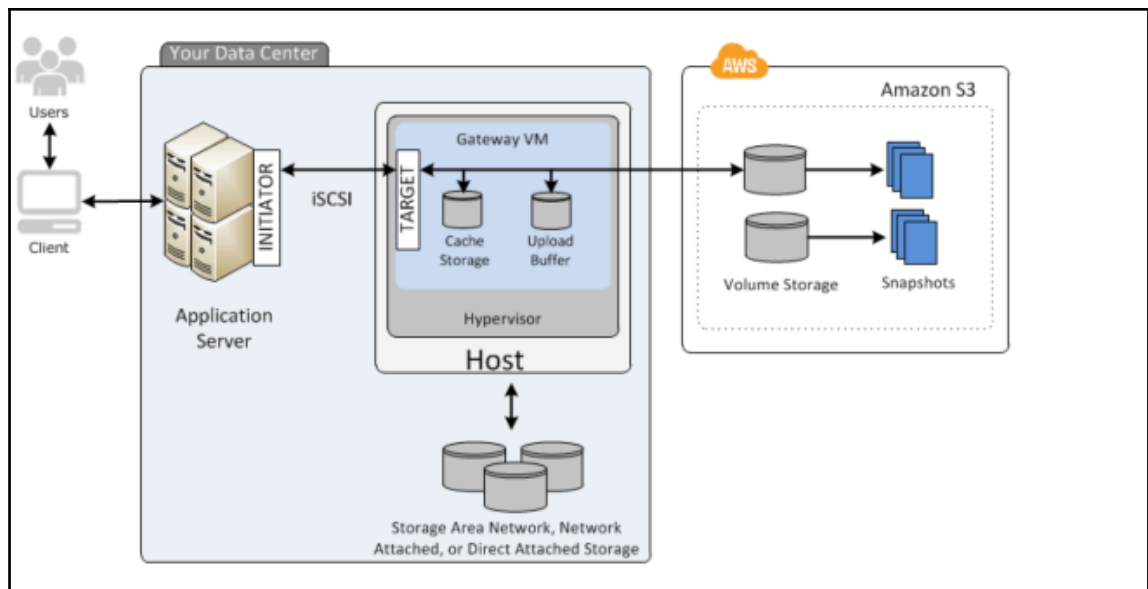 Your Data Center
AWS
Amazon S3
Users
Client
INITIATOR
iSCSI
TARGET
Gateway VM
Cache
Storage
Upload
Buffer
Hypervisor
Host
Application
Server
Volume Storage
Snapshots
Storage Area Network, Network
Attached, or Direct Attached Storage